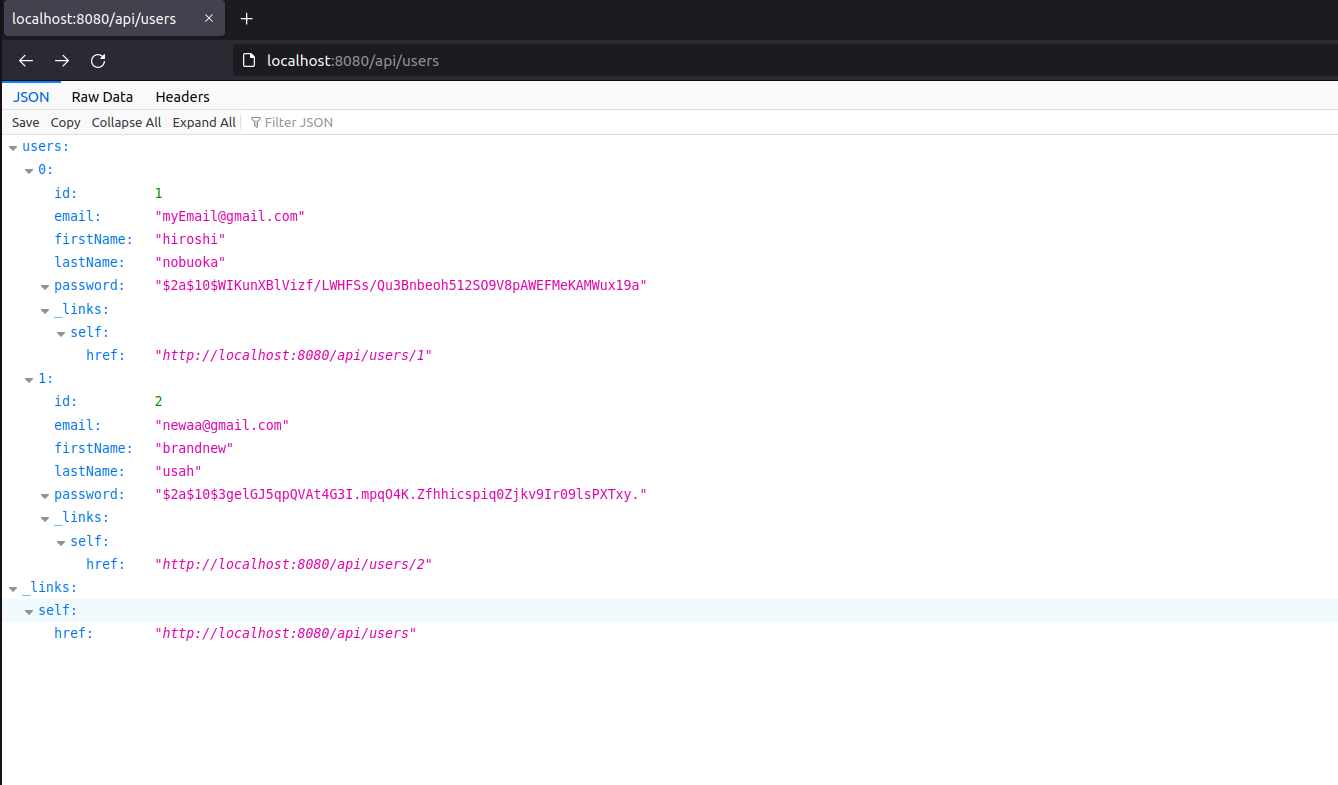 localhost:8080/api/users
localhost:8080/api/users
JSON Raw Data Headers
Save Copy Collapse All Expand All Filter JSON
users:
0:
id: 1
email: "myEmail@gmail.com"
firstName: "hiroshi"
lastName: "nobuoka"
password: "$2a$10$WIKunXBlVizf/LWHFSs/Qu3Bnbeoh512SO9V8pAWEFMeKAMWux19a"
_links:
self:
href: "http://localhost:8080/api/users/1"
1:
id: 2
email: "newaa@gmail.com"
firstName: "brandnew"
lastName: "usah"
password: "$2a$10$3gelGJ5qpQVAt4G3I.mpqO4K.Zfhhicspiq0Zjkv9Ir09lsPXTxy."
_links:
self:
href: "http://localhost:8080/api/users/2"
_links:
self:
href: "http://localhost:8080/api/users"